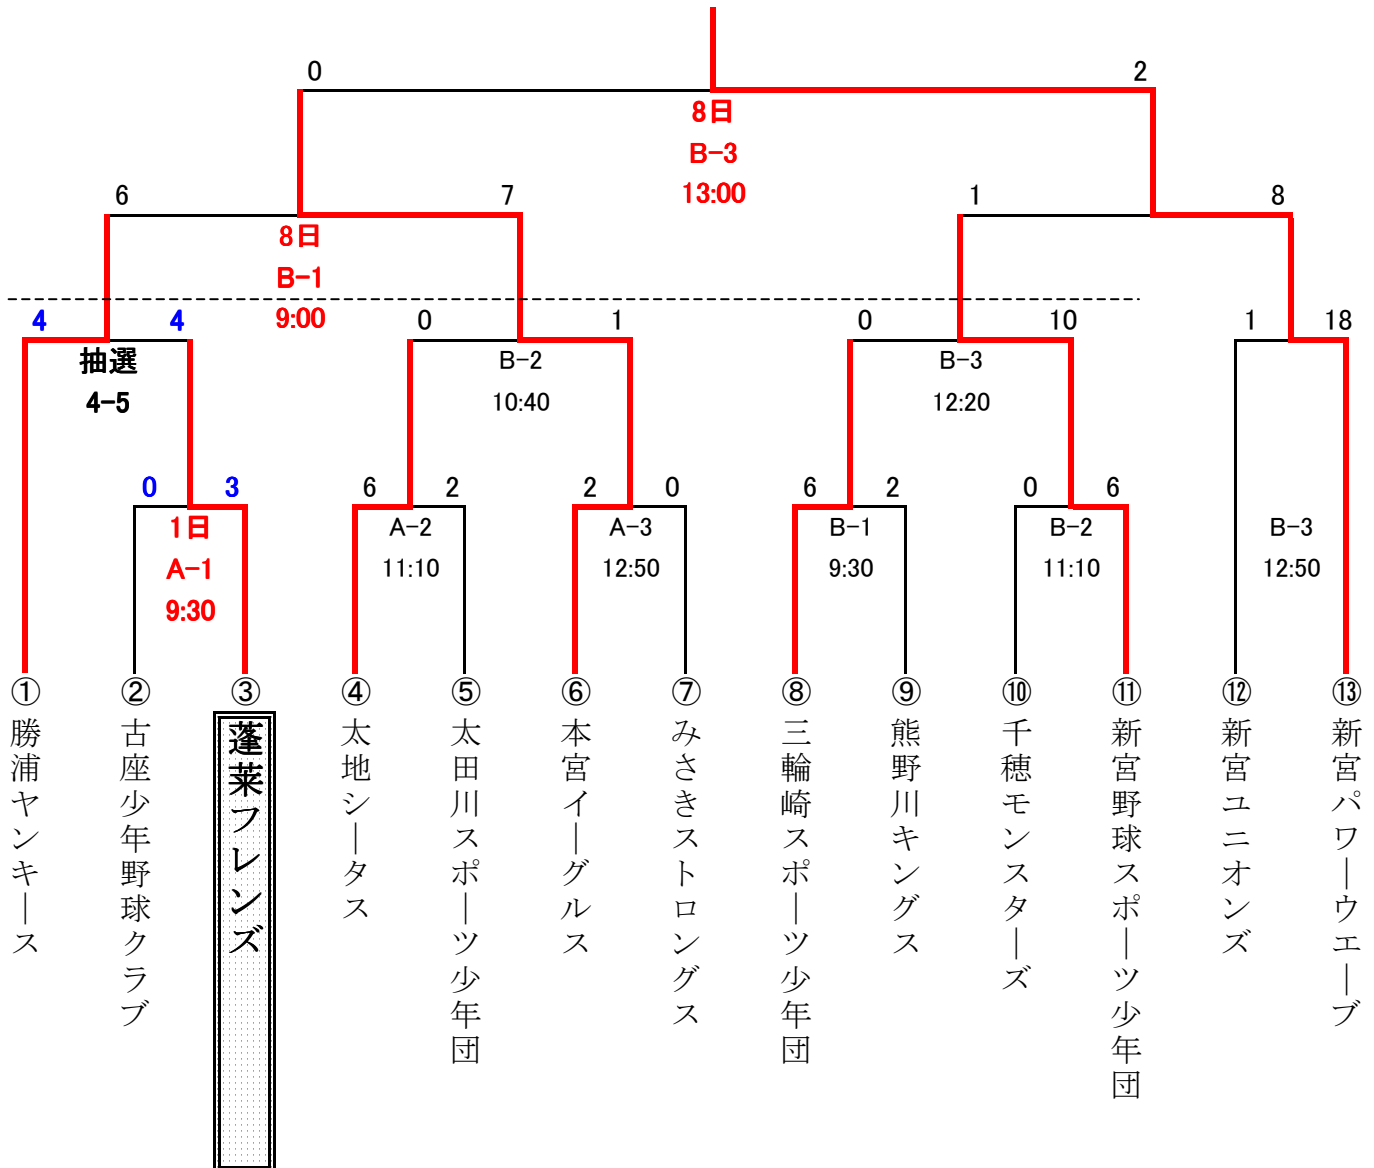 0 2
8日
B-3
13:00
6 7 1 8
8日
B-1
9:00
4 4 0 1 0 10 1 18
抽選
4-5
B-2
10:40
B-3
12:20
0 3 6 2 2 0 6 2 0 6
1日
A-1
9:30
A-2
11:10
A-3
12:50
B-1
9:30
B-2
11:10
B-3
12:50
①勝浦ヤンキース
②古座少年野球クラブ
③蓬莱フレンズ
④太地シータス
⑤太田川スポーツ少年団
⑥本宮イーグルス
⑦みさきストロングス
⑧三輪崎スポーツ少年団
⑨熊野川キングス
⑩千穂モンスターズ
⑪新宮野球スポーツ少年団
⑫新宮ユニオンズ
⑬新宮パワーウエーブ